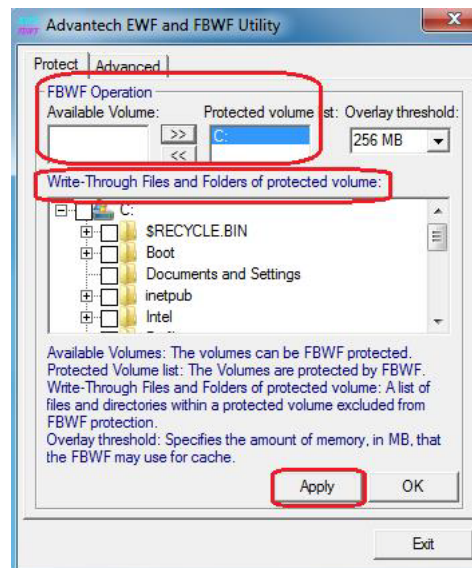 Advantech EWF and FBWF Utility
Protect Advanced
FBWF Operation
Available Volume: Protected volume list: Overlay threshold:
>> C: 256 MB
<<
Write-Through Files and Folders of protected volume:
C:
$RECYCLE.BIN
Boot
Documents and Settings
inetpub
Intel
Available Volumes: The volumes can be FBWF protected.
Protected Volume list: The Volumes are protected by FBWF.
Write-Through Files and Folders of protected volume: A list of
files and directories within a protected volume excluded from
FBWF protection.
Overlay threshold: Specifies the amount of memory, in MB, that
the FBWF may use for cache.
Apply OK
Exit